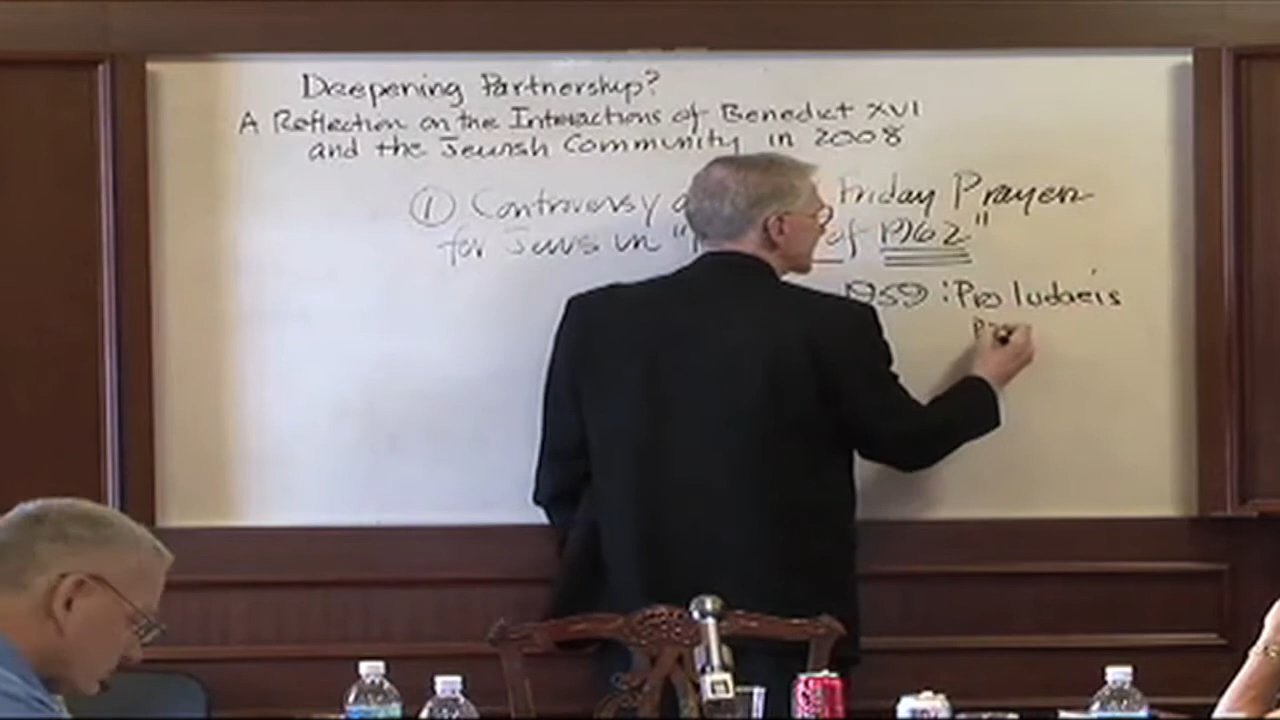 Deepening Partnership?
A Reflection on the Interactions of Benedict XVI
and the Jewish Community in 2008
① Controversy Friday Prayer
for Jews in " of 1962"
1959 : Pro Iudaeis